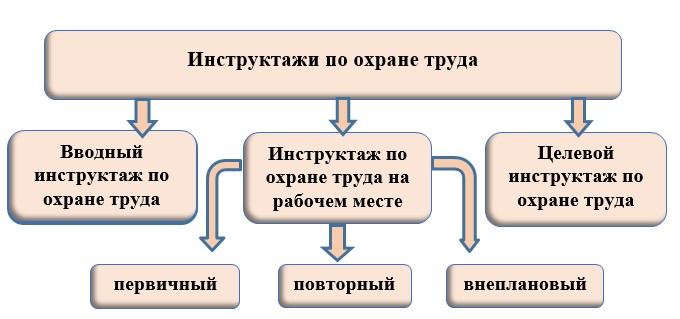 Инструктажи по охране труда
Вводный
инструктаж по
охране труда
Инструктаж по
охране труда на
рабочем месте
Целевой
инструктаж по
охране труда
первичный
повторный
внеплановый